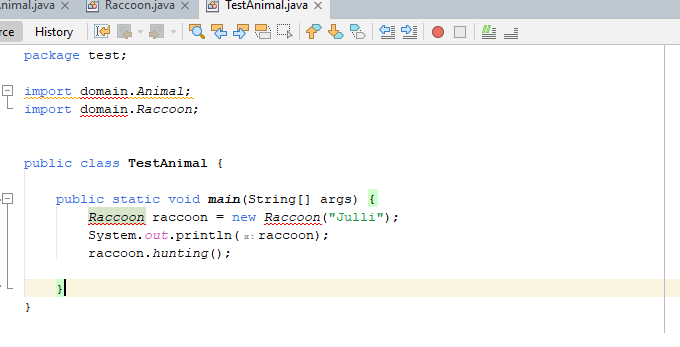 Animal.java × Raccoon.java × TestAnimal.java ×
rce History
package test;
import domain.Animal;
import domain.Raccoon;
public class TestAnimal {
public static void main(String[] args) {
Raccoon raccoon = new Raccoon("Julli");
System.out.println(x: raccoon);
raccoon.hunting();
}
}